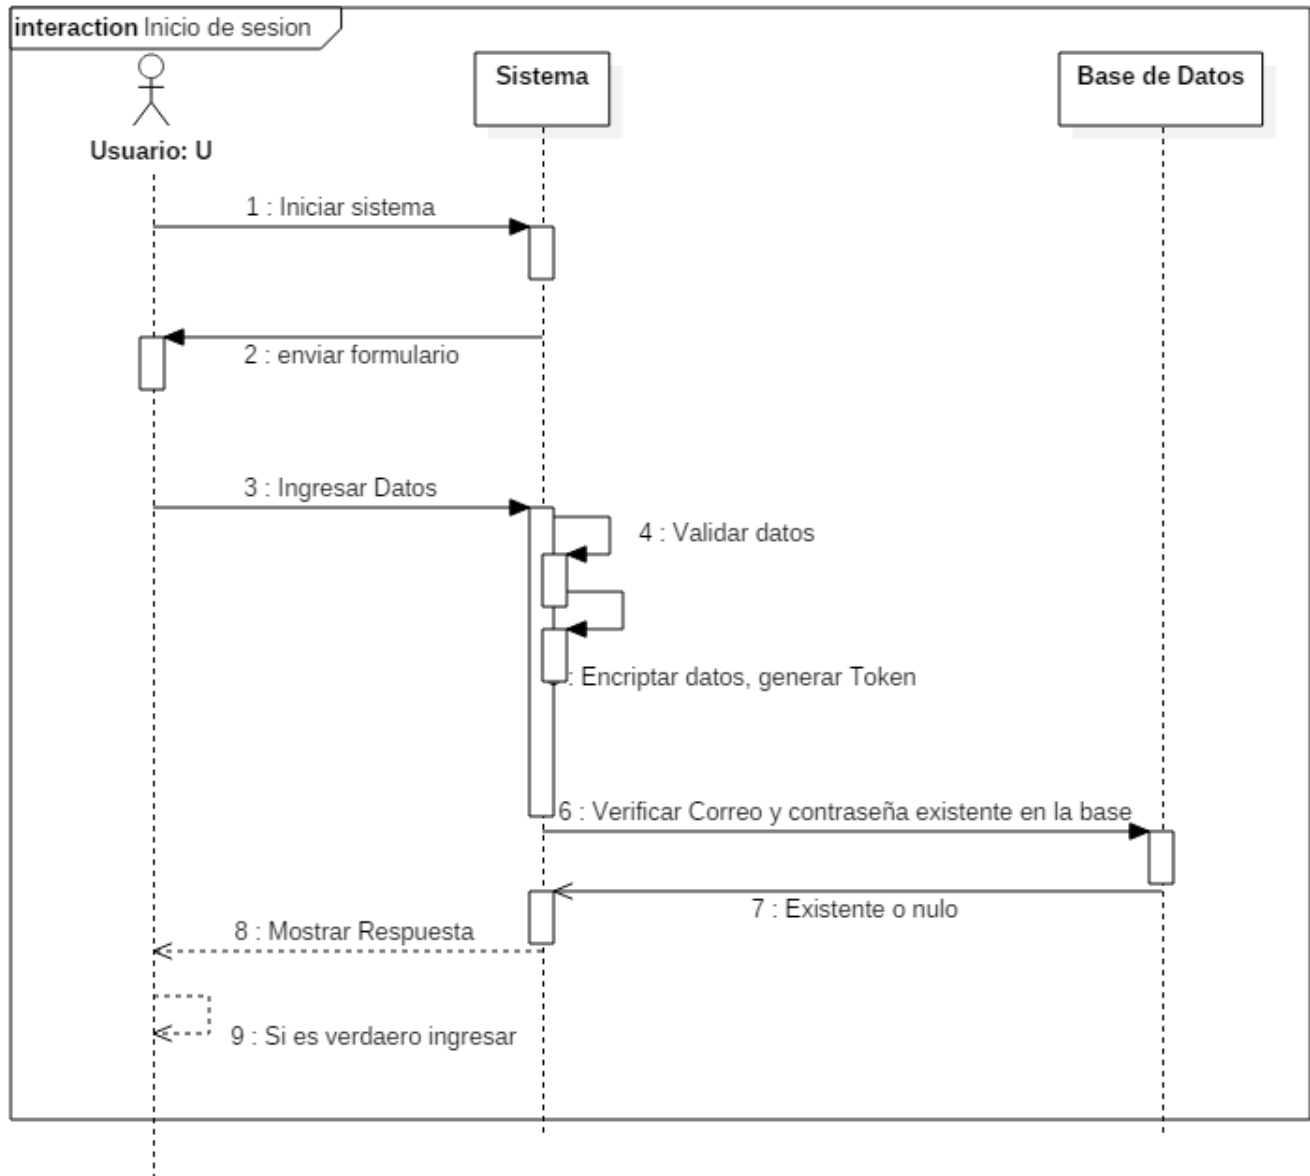 interaction Inicio de sesion
Sistema
Base de Datos
Usuario: U
1 : Iniciar sistema
2 : enviar formulario
3 : Ingresar Datos
4 : Validar datos
: Encriptar datos, generar Token
6 : Verificar Correo y contraseña existente en la base
7 : Existente o nulo
8 : Mostrar Respuesta
9 : Si es verdaero ingresar